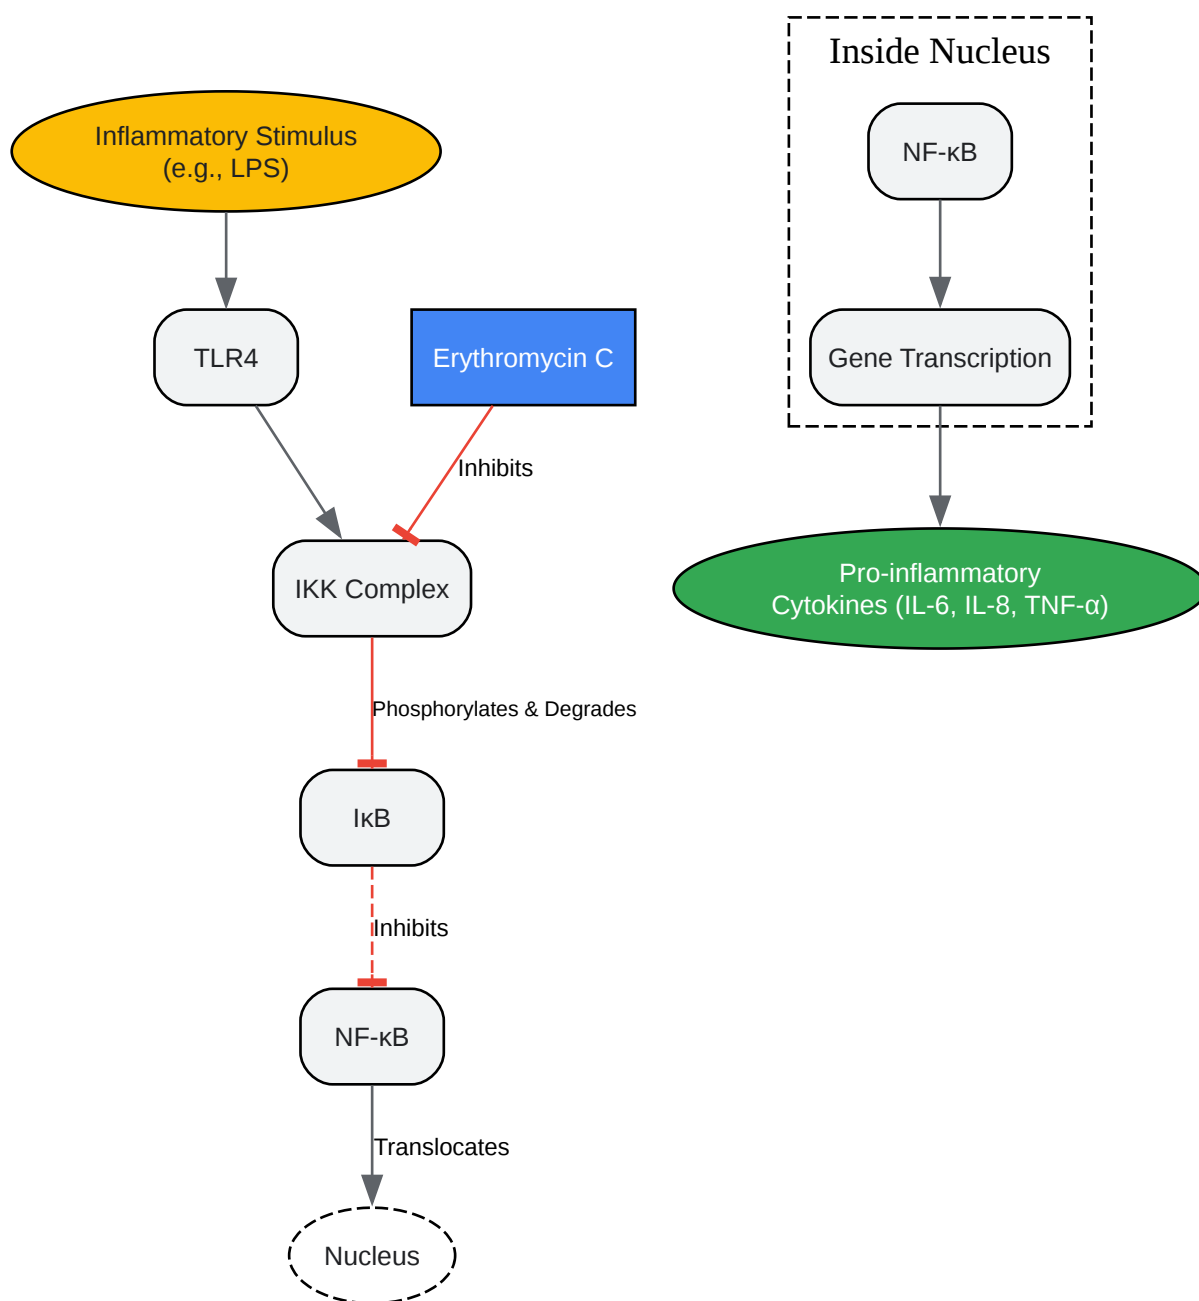 Inflammatory Stimulus
(e.g., LPS)
TLR4
Erythromycin C
Inhibits
IKK Complex
Phosphorylates & Degrades
IκB
Inhibits
NF-κB
Translocates
Nucleus
Inside Nucleus
NF-κB
Gene Transcription
Pro-inflammatory
Cytokines (IL-6, IL-8, TNF-α)